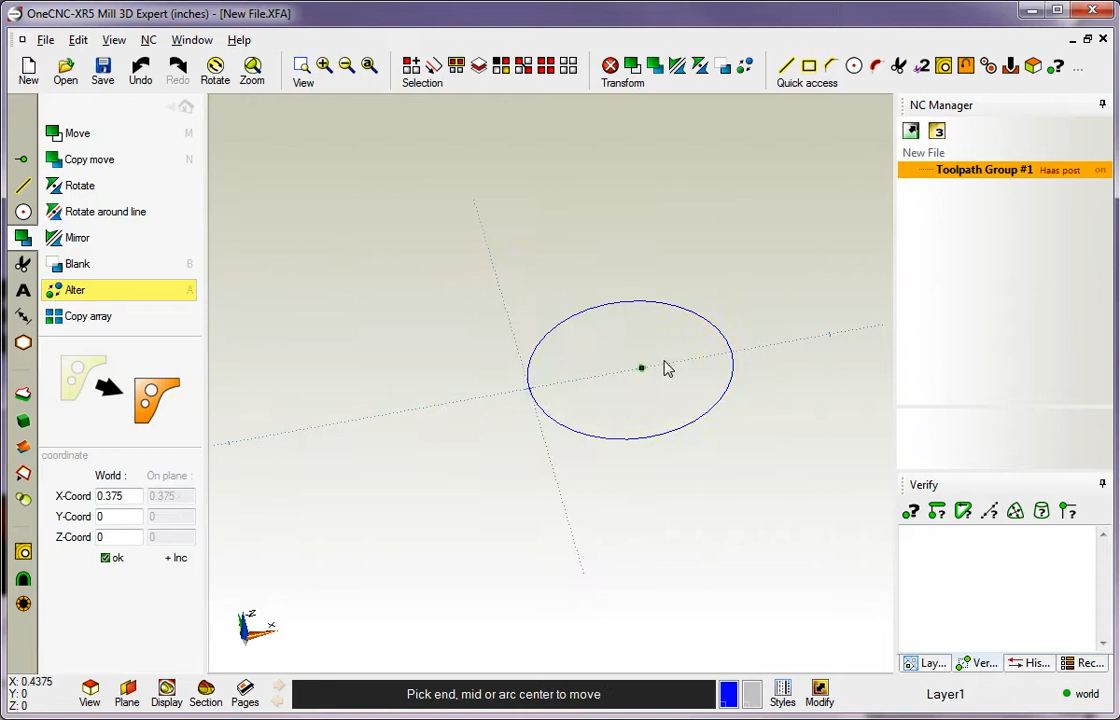 OneCNC-XR5 Mill 3D Expert (inches) - [New File.XFA]
File Edit View NC Window Help
New Open Save Undo Redo Rotate Zoom View Selection Transform Quick access ...
Move M
Copy move N
Rotate
Rotate around line
Mirror
Blank B
Alter A
Copy array
coordinate
World : On plane :
X-Coord 0.375 0.375
Y-Coord 0 0
Z-Coord 0 0
ok + Inc
Z
X
NC Manager
New File
Toolpath Group #1 Haas post on
Verify
Lay... Ver... His... Rec...
X: 0.4375
Y: 0
Z: 0
View Plane Display Section Pages
Pick end, mid or arc center to move
Styles Modify
Layer1
world